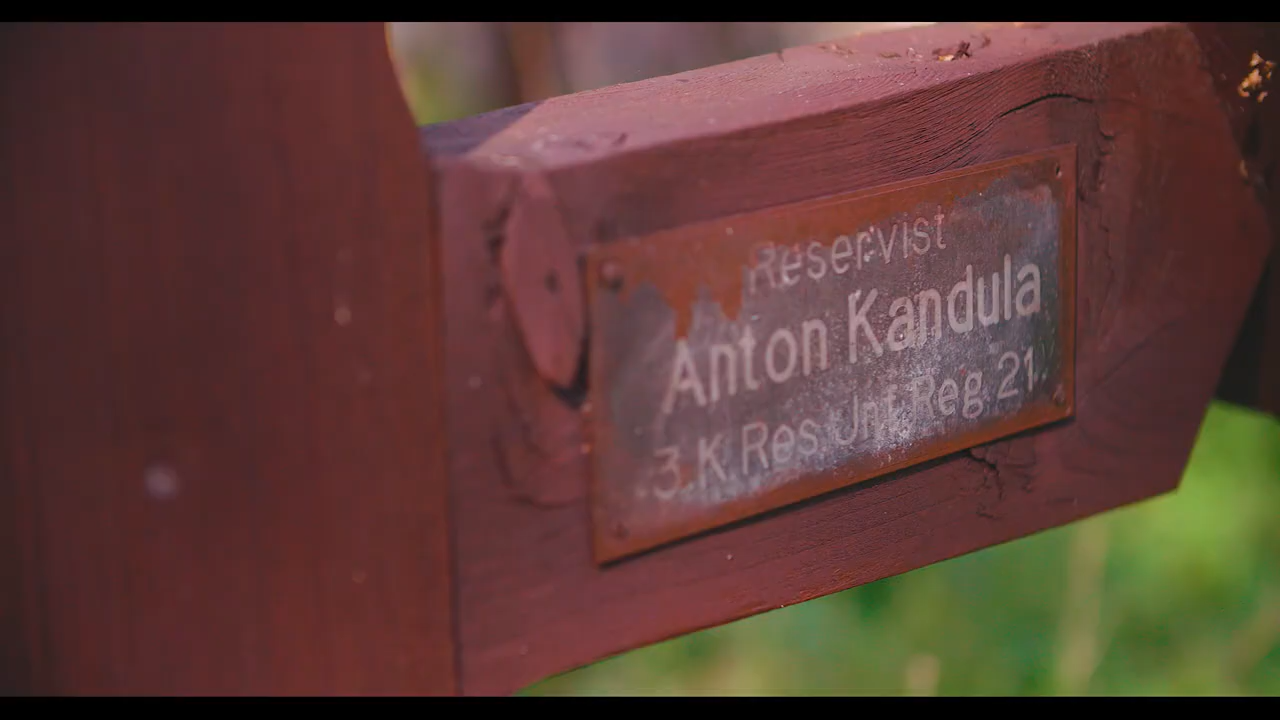 Reservist
Anton Kandula
3. K. Res. Inf. Reg. 21.